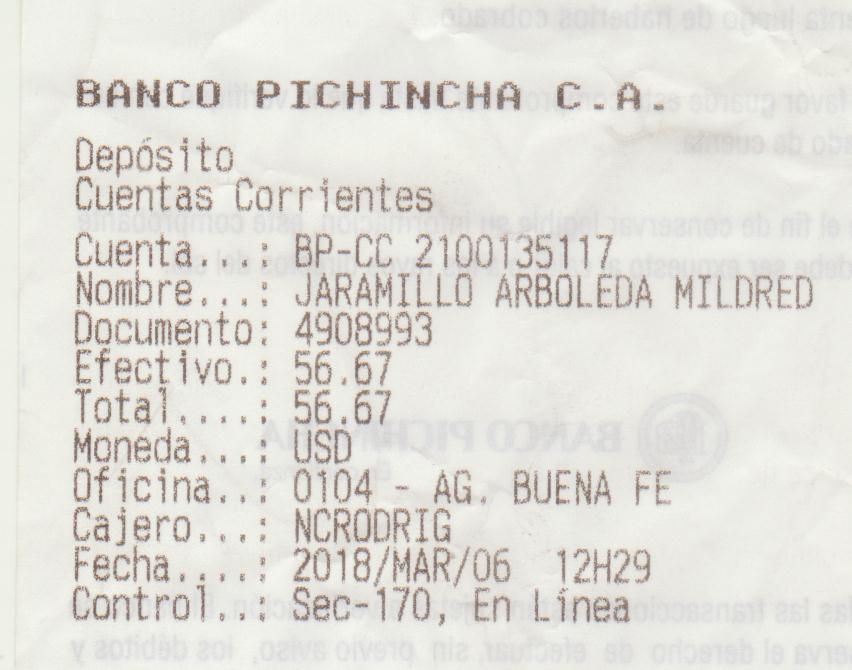 BANCO PICHINCHA C.A.
Depósito
Cuentas Corrientes
Cuenta...: BP-CC 2100135117
Nombre...: JARAMILLO ARBOLEDA MILDRED
Documento: 4908993
Efectivo.: 56.67
Total....: 56.67
Moneda...: USD
Oficina..: 0104 - AG. BUENA FE
Cajero...: NCRODRIG
Fecha....: 2018/MAR/06 12H29
Control..: Sec-170, En Línea